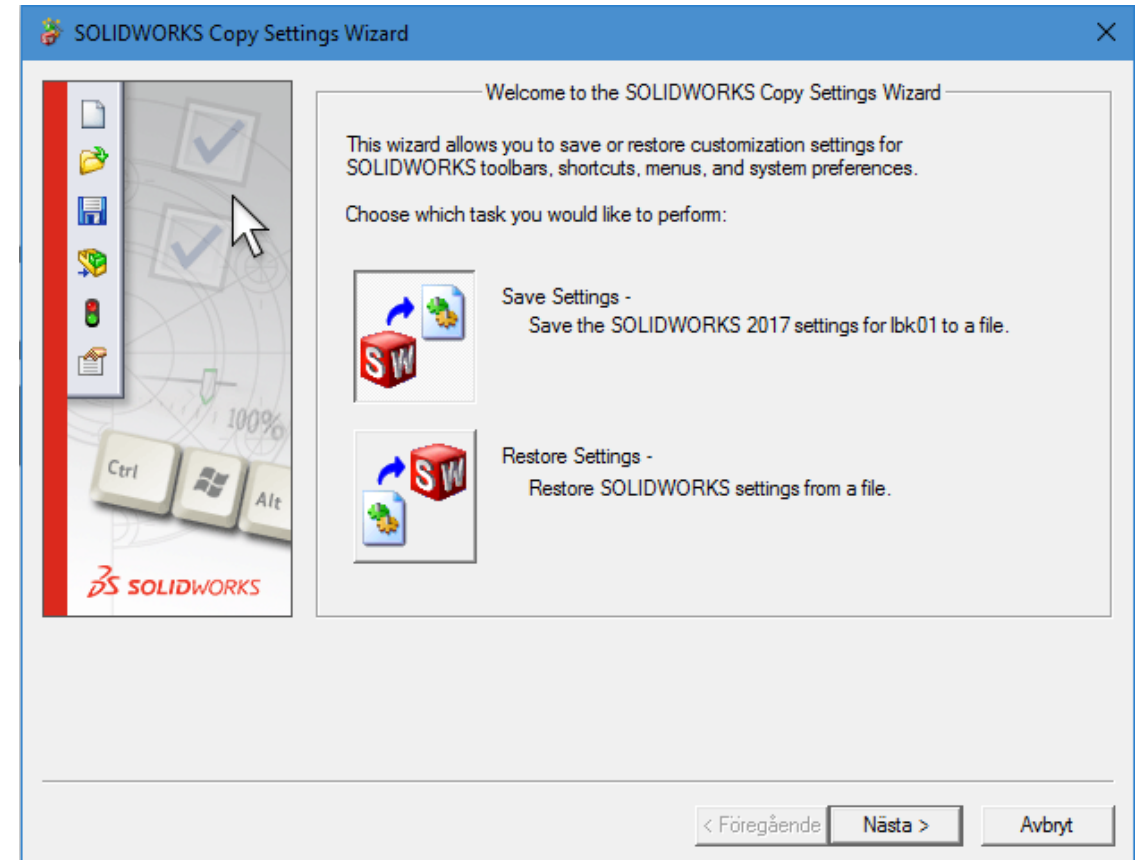 SOLIDWORKS Copy Settings Wizard
Welcome to the SOLIDWORKS Copy Settings Wizard
This wizard allows you to save or restore customization settings for
SOLIDWORKS toolbars, shortcuts, menus, and system preferences.
Choose which task you would like to perform:
SW
Save Settings -
Save the SOLIDWORKS 2017 settings for lbk01 to a file.
SW
Restore Settings -
Restore SOLIDWORKS settings from a file.
100%
Ctrl
Alt
3S SOLIDWORKS
< Föregående
Nästa >
Avbryt